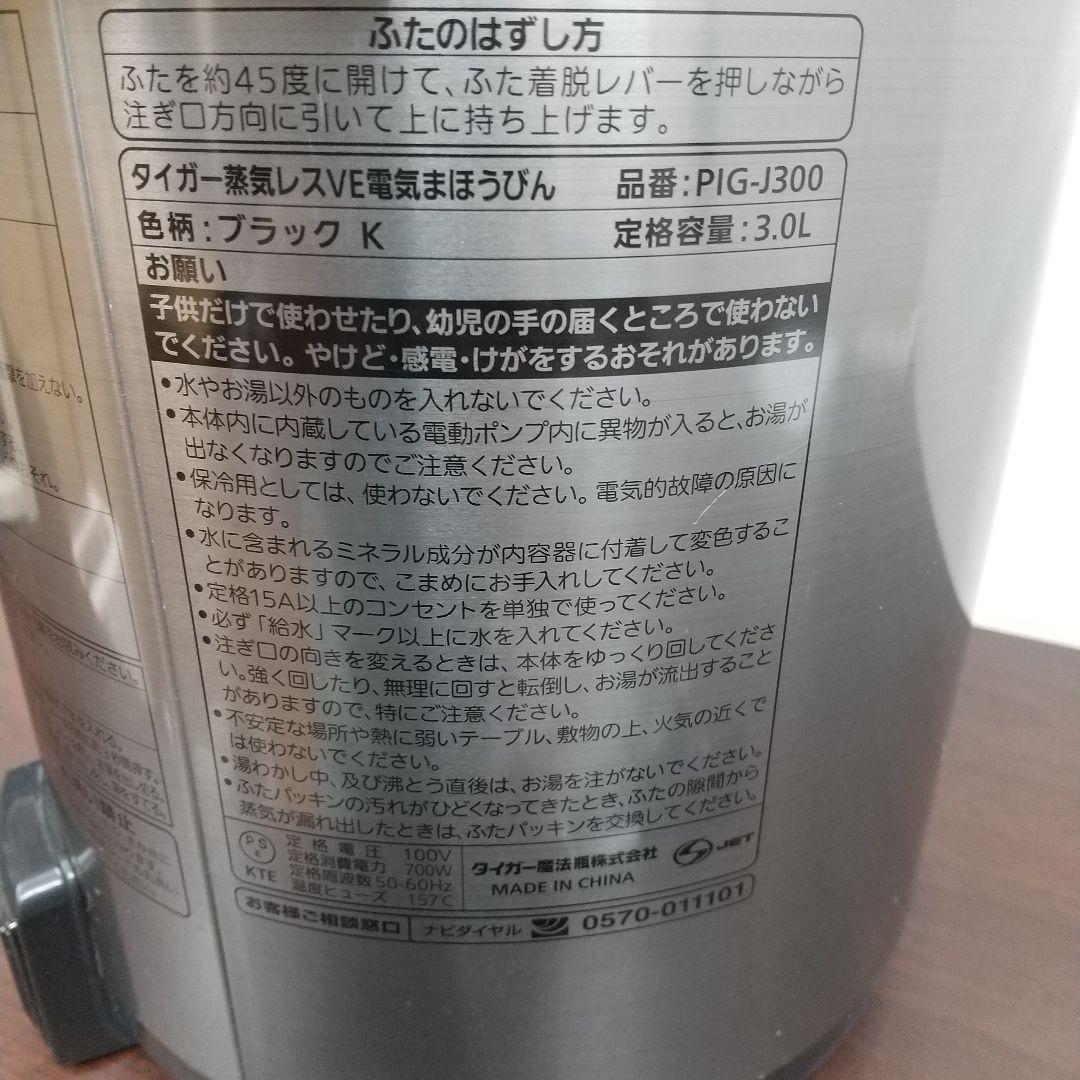 ふたのはずし方
ふたを約45度に開けて、ふた着脱レバーを押しながら
注ぎ口方向に引いて上に持ち上げます。
タイガー蒸気レスVE電気まほうびん 品番:PIG-J300
色柄:ブラック K 定格容量:3.0L
お願い
子供だけで使わせたり、幼児の手の届くところで使わない
でください。やけど・感電・けがをするおそれがあります。
•水やお湯以外のものを入れないでください。
•本体内に内蔵している電動ポンプ内に異物が入ると、お湯が
出なくなりますのでご注意ください。
•保冷用としては、使わないでください。電気的故障の原因に
なります。
•水に含まれるミネラル成分が内容器に付着して変色するこ
とがありますので、こまめにお手入れしてください。
•定格15A以上のコンセントを単独で使ってください。
•必ず「給水」マーク以上に水を入れてください。
•注ぎ口の向きを変えるときは、本体をゆっくり回してくださ
い。強く回したり、無理に回すと転倒し、お湯が流出すること
がありますので、特にご注意ください。
•不安定な場所や熱に弱いテーブル、敷物の上、火気の近くで
は使わないでください。
•湯わかし中、及び沸とう直後は、お湯を注がないでください。
•ふたパッキンの汚れがひどくなってきたとき、ふたの隙間から
蒸気が漏れ出したときは、ふたパッキンを交換してください。
PSE KTE
定格電圧 100V
定格消費電力 700W
定格周波数 50-60Hz
温度ヒューズ 157℃
タイガー魔法瓶株式会社 JET
MADE IN CHINA
お客様ご相談窓口 ナビダイヤル 0570-011101
を加えない。